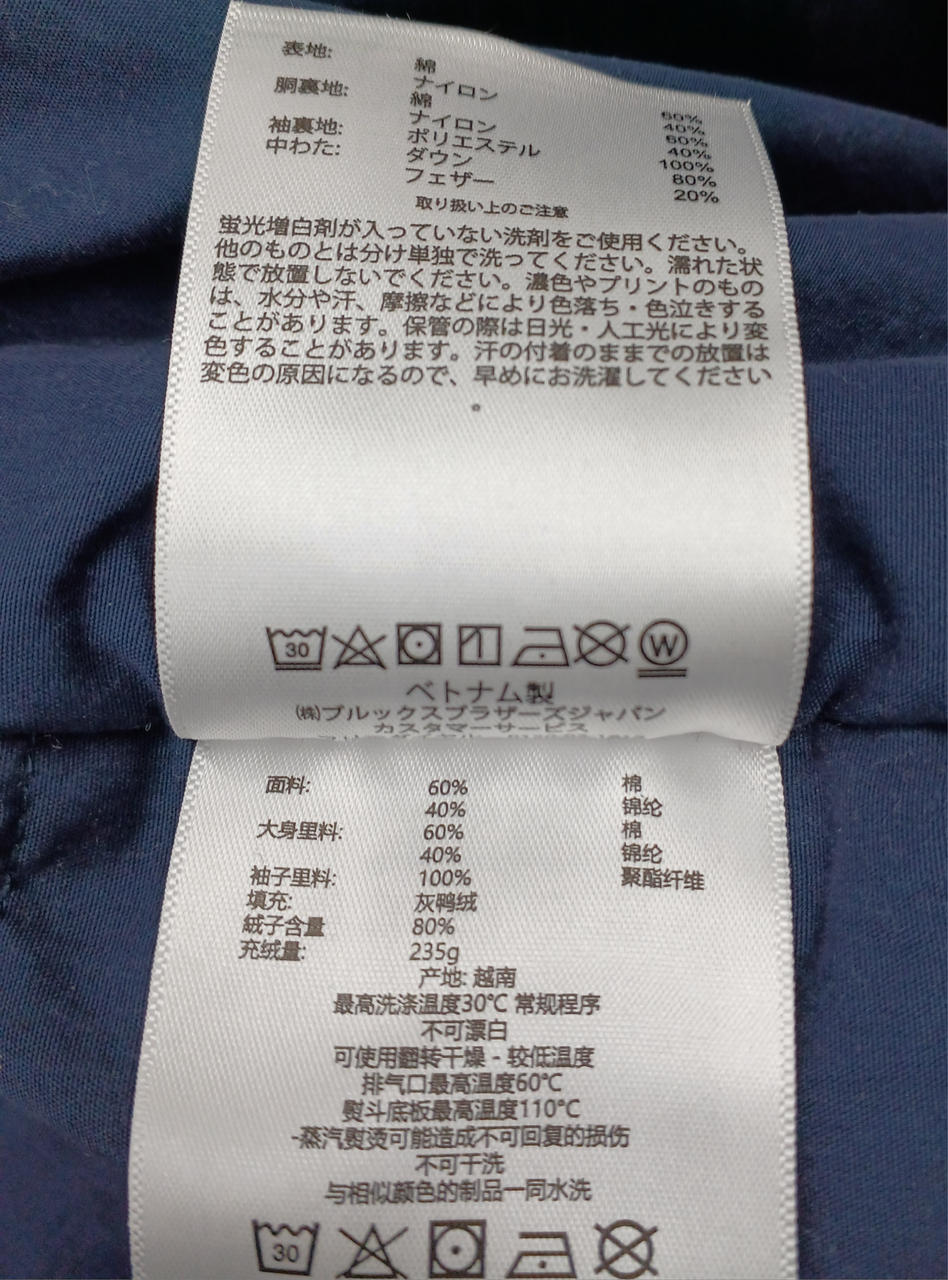 表地:
綿 60%
ナイロン 40%
胴裏地:
綿 60%
ナイロン 40%
袖裏地: ポリエステル 100%
中わた: ダウン 80%
フェザー 20%
取り扱い上のご注意
蛍光増白剤が入っていない洗剤をご使用ください。
他のものとは分け単独で洗ってください。濡れた状
態で放置しないでください。濃色やプリントのもの
は、水分や汗、摩擦などにより色落ち・色泣きする
ことがあります。保管の際は日光・人工光により変
色することがあります。汗の付着のままでの放置は
変色の原因になるので、早めにお洗濯してください
。
30 W
ベトナム製
㈱ブルックスブラザーズジャパン
カスタマーサービス
面料: 60% 棉
40% 锦纶
大身里料: 60% 棉
40% 锦纶
袖子里料: 100% 聚酯纤维
填充: 灰鸭绒
絨子含量 80%
充绒量: 235g
产地: 越南
最高洗涤温度30℃ 常规程序
不可漂白
可使用翻转干燥 - 较低温度
排气口最高温度60℃
熨斗底板最高温度110℃
-蒸汽熨烫可能造成不可回复的损伤
不可干洗
与相似颜色的制品一同水洗
30